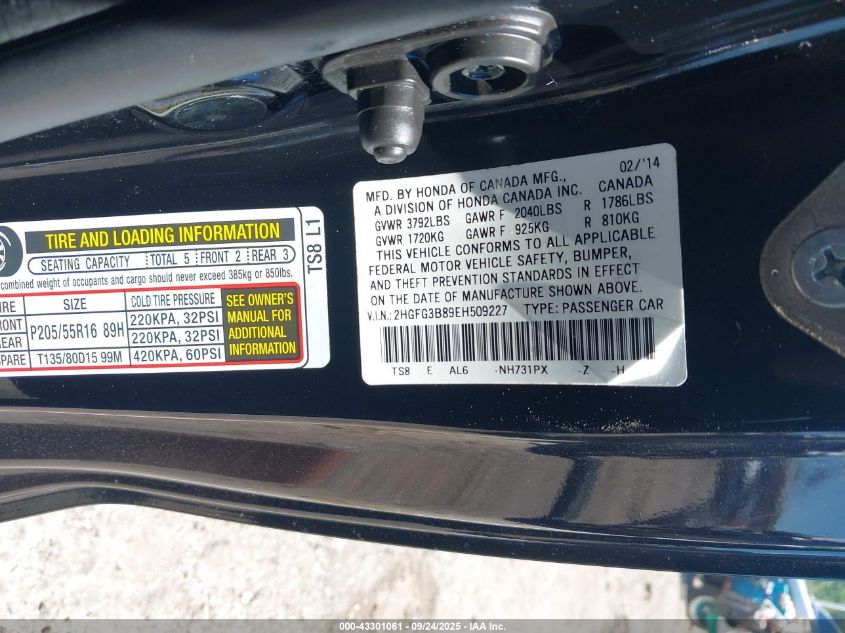 MFD. BY HONDA OF CANADA MFG., 02/'14
A DIVISION OF HONDA CANADA INC. CANADA
GVWR 3792LBS GAWR F 2040LBS R 1786LBS
GVWR 1720KG GAWR F 925KG R 810KG
THIS VEHICLE CONFORMS TO ALL APPLICABLE
FEDERAL MOTOR VEHICLE SAFETY, BUMPER,
AND THEFT PREVENTION STANDARDS IN EFFECT
ON THE DATE OF MANUFACTURE SHOWN ABOVE.
V.I.N.: 2HGFG3B89EH509227 TYPE: PASSENGER CAR
TS8 E AL6 -NH731PX -Z -H
TIRE AND LOADING INFORMATION
SEATING CAPACITY TOTAL 5 FRONT 2 REAR 3
combined weight of occupants and cargo should never exceed 385kg or 850lbs.
TS8 L1
IRE SIZE COLD TIRE PRESSURE
RONT P205/55R16 89H 220KPA, 32PSI
EAR 220KPA, 32PSI
PARE T135/80D15 99M 420KPA, 60PSI
SEE OWNER'S
MANUAL FOR
ADDITIONAL
INFORMATION
000-43301061 - 09/24/2025 - IAA Inc.